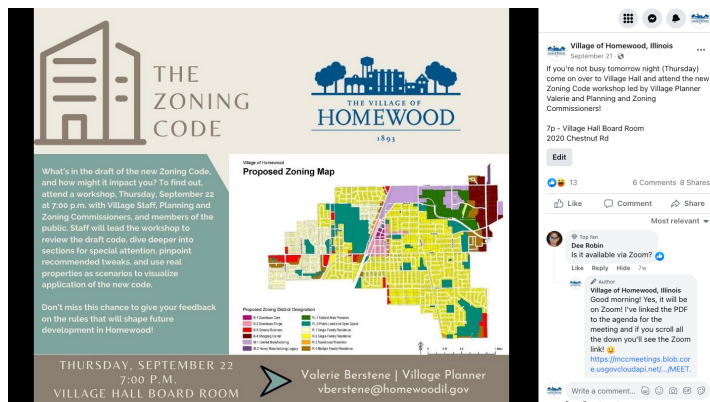 THE
ZONING
CODE
THE VILLAGE OF
HOMEWOOD
1893
What's in the draft of the new Zoning Code,
and how might it impact you? To find out,
attend a workshop, Thursday, September 22
at 7:00 p.m. with Village Staff, Planning and
Zoning Commissioners, and members of the
public. Staff will lead the workshop to
review the draft code, dive deeper into
sections for special attention, pinpoint
recommended tweaks, and use real
properties as scenarios to visualize
application of the new code.
Don't miss this chance to give your feedback
on the rules that will shape future
development in Homewood!
Village of Homewood
Proposed Zoning Map
Proposed Zoning District Designation
THURSDAY, SEPTEMBER 22
7:00 P.M.
VILLAGE HALL BOARD ROOM
Valerie Berstene | Village Planner
vberstene@homewoodil.gov
Village of Homewood, Illinois
September 21
If you're not busy tomorrow night (Thursday)
come on over to Village Hall and attend the new
Zoning Code workshop led by Village Planner
Valerie and Planning and Zoning
Commissioners!
7p - Village Hall Board Room
2020 Chestnut Rd
Edit
13
6 Comments 8 Shares
Like
Comment
Share
Most relevant
Top fan
Dee Robin
Is it available via Zoom?
Like Reply Hide 7w
Author
Village of Homewood, Illinois
Good morning! Yes, it will be
on Zoom! I've linked the PDF
to the agenda for the
meeting and if you scroll all
the down you'll see the Zoom
link!
https://mccmeetings.blob.cor
e.usgovcloudapi.net/.../MEET.
Write a comment...